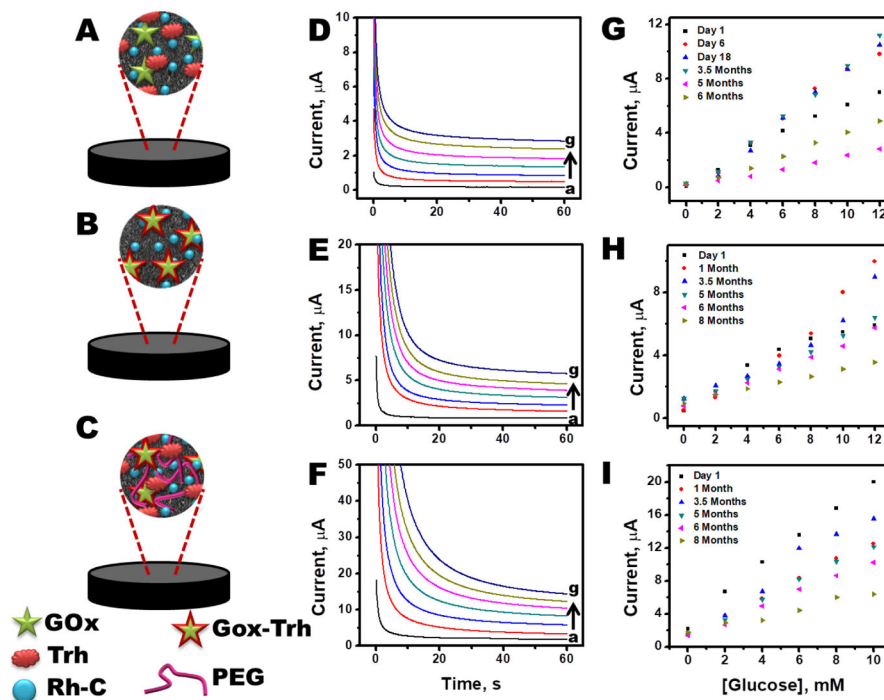 A
B
C
GOx
Gox-Trh
Trh
PEG
Rh-C
D
Current, µA
10
8
6
4
2
0
0
20
40
60
g
a
E
Current, µA
20
15
10
5
0
0
20
40
60
g
a
F
Current, µA
50
40
30
20
10
0
0
20
40
60
g
a
Time, s
G
Current, µA
12
8
4
0
Day 1
Day 6
Day 18
3.5 Months
5 Months
6 Months
0 2 4 6 8 10 12
H
Current, µA
8
4
0
Day 1
1 Month
3.5 Months
5 Months
6 Months
8 Months
0 2 4 6 8 10 12
I
Current, µA
20
16
12
8
4
0
Day 1
1 Month
3.5 Months
5 Months
6 Months
8 Months
0 2 4 6 8 10
[Glucose], mM